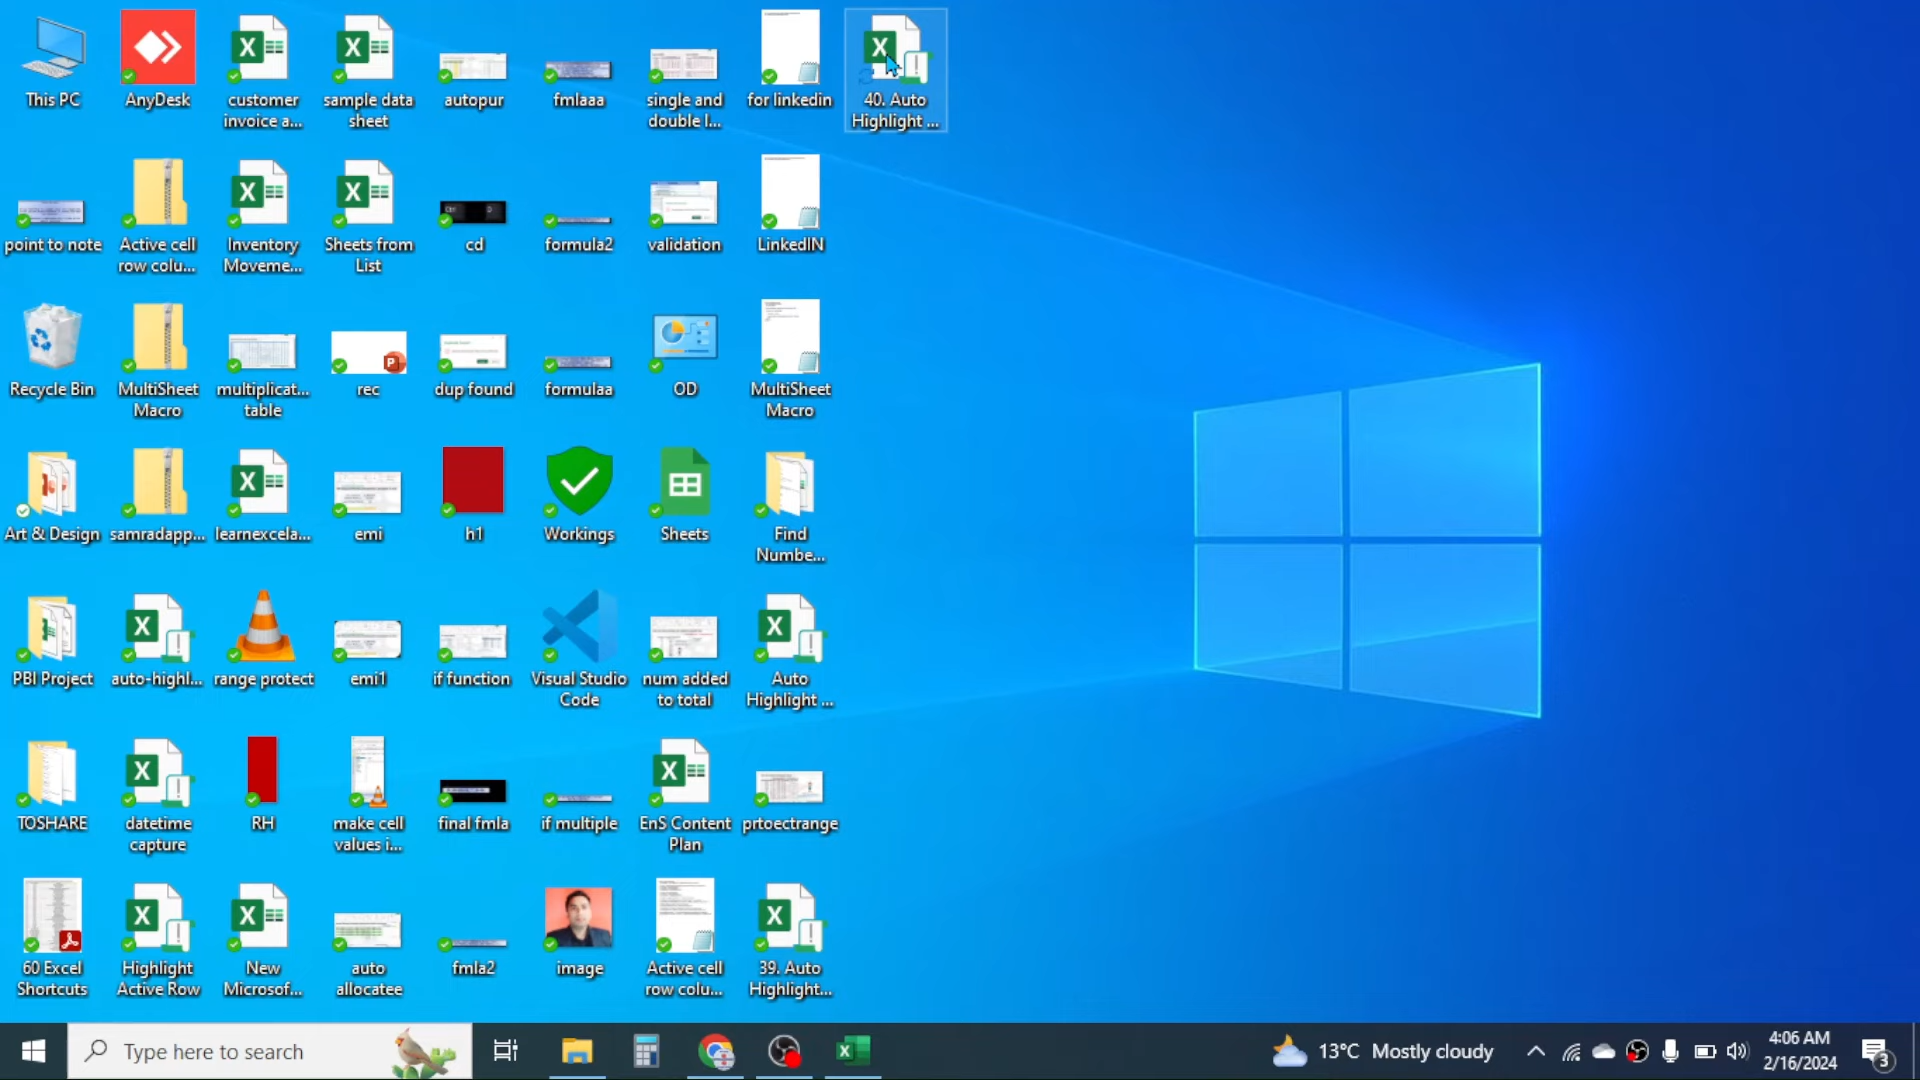 This PC
AnyDesk
customer
invoice a...
sample data
sheet
autopur
fmlaaa
single and
double l...
for linkedin
40. Auto
Highlight ...
point to note
Active cell
row colu...
Inventory
Moveme...
Sheets from
List
cd
formula2
validation
LinkedIN
Recycle Bin
MultiSheet
Macro
multiplicat...
table
rec
dup found
formulaa
OD
MultiSheet
Macro
Art & Design
samradapp...
learnexcela...
emi
h1
Workings
Sheets
Find
Numbe...
PBI Project
auto-highl...
range protect
emi1
if function
Visual Studio
Code
num added
to total
Auto
Highlight ...
TOSHARE
datetime
capture
RH
make cell
values i...
final fmla
if multiple
EnS Content
Plan
prtoectrange
60 Excel
Shortcuts
Highlight
Active Row
New
Microsof...
auto
allocatee
fmla2
image
Active cell
row colu...
39. Auto
Highlight...
Type here to search
13°C Mostly cloudy
4:06 AM
2/16/2024
3